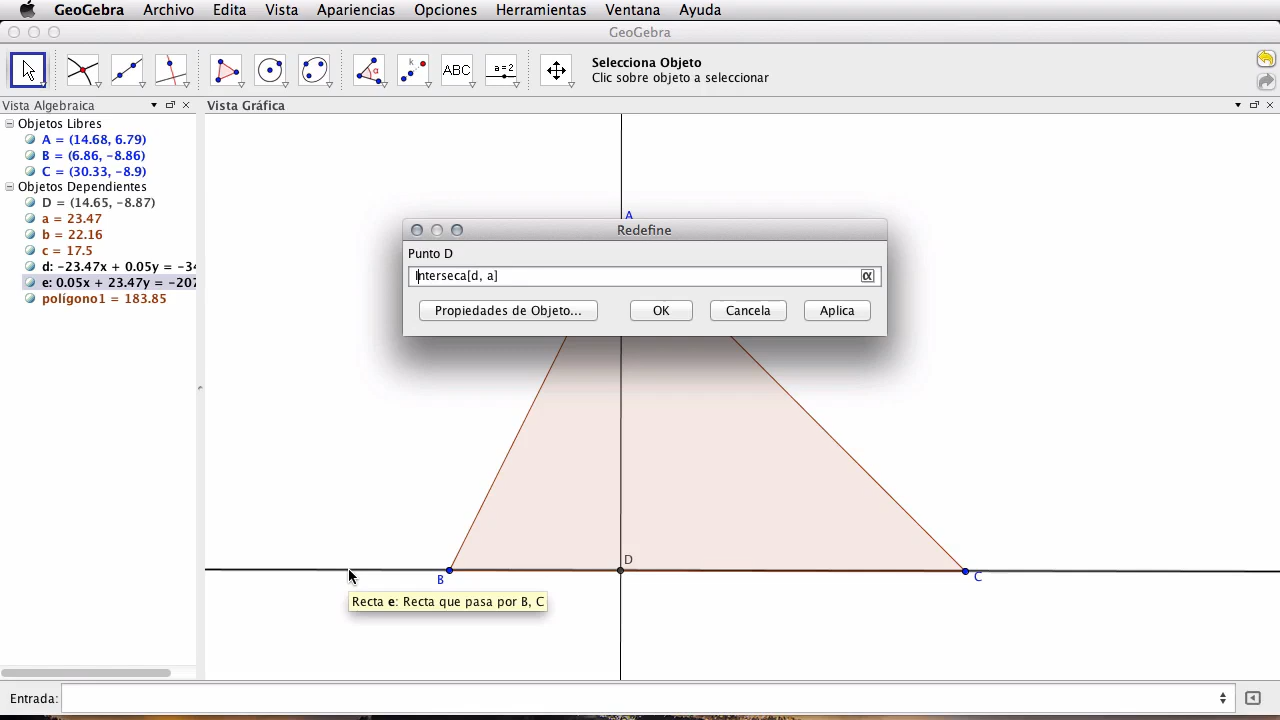 GeoGebra Archivo Edita Vista Apariencias Opciones Herramientas Ventana Ayuda
GeoGebra
k
α
ABC
a=2
Selecciona Objeto
Clic sobre objeto a seleccionar
Vista Algebraica
Vista Gráfica
Objetos Libres
A = (14.68, 6.79)
B = (6.86, -8.86)
C = (30.33, -8.9)
Objetos Dependientes
D = (14.65, -8.87)
a = 23.47
b = 22.16
c = 17.5
d: -23.47x + 0.05y = -34
e: 0.05x + 23.47y = -207
polígono1 = 183.85
A
Redefine
Punto D
Interseca[d, a]
α
Propiedades de Objeto... OK Cancela Aplica
D
B
C
Recta e: Recta que pasa por B, C
Entrada: